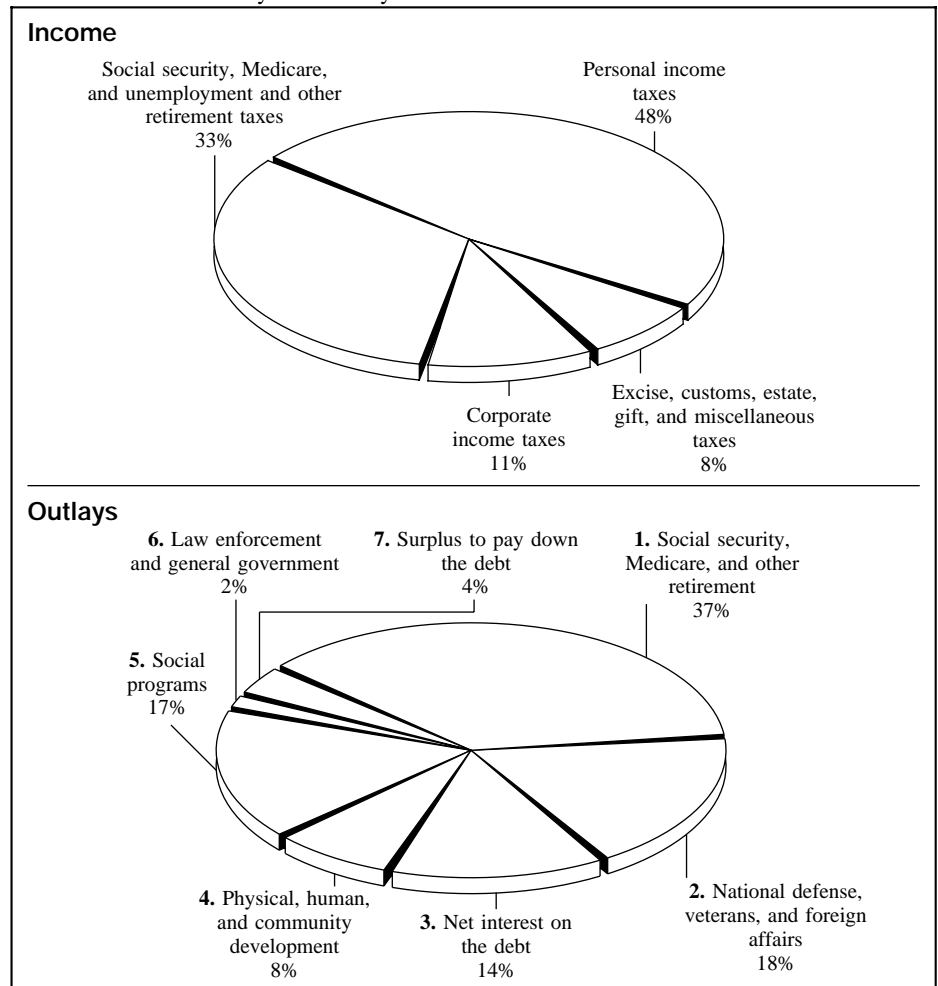 Income
Social security, Medicare,
and unemployment and other
retirement taxes
33%
Personal income
taxes
48%
Corporate
income taxes
11%
Excise, customs, estate,
gift, and miscellaneous
taxes
8%
Outlays
6. Law enforcement
and general government
2%
7. Surplus to pay down
the debt
4%
1. Social security,
Medicare, and other
retirement
37%
5. Social
programs
17%
4. Physical, human,
and community
development
8%
3. Net interest on
the debt
14%
2. National defense,
veterans, and foreign
affairs
18%